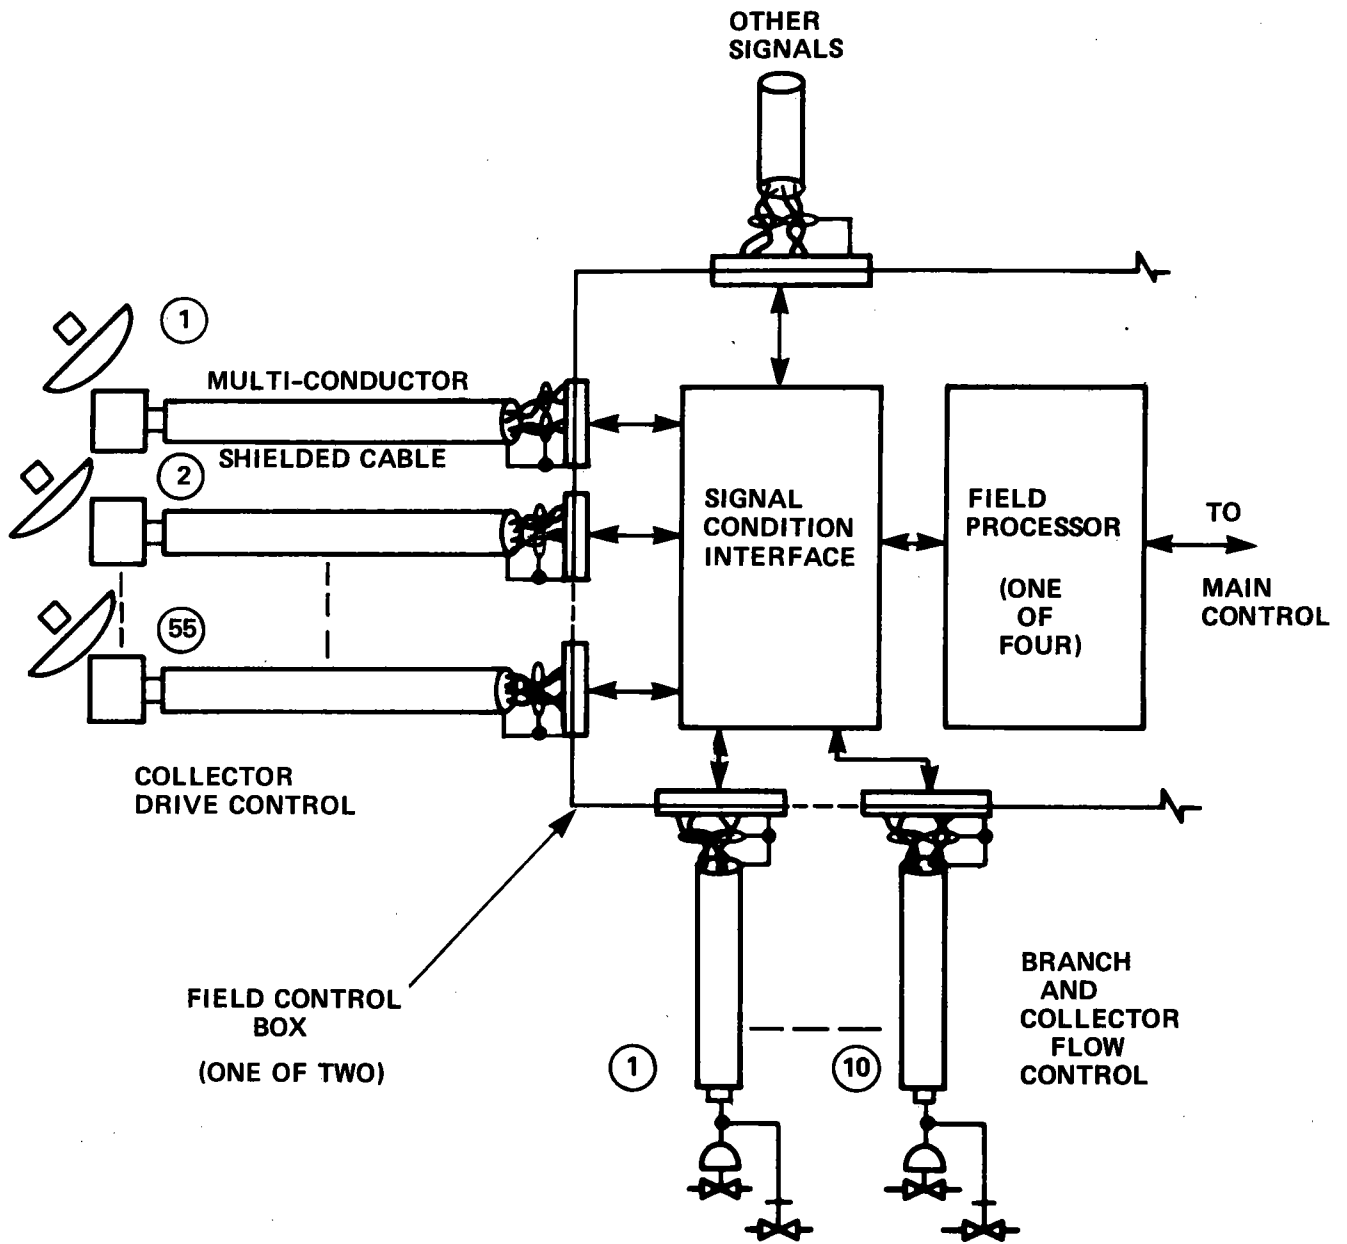 OTHER
SIGNALS
1
MULTI-CONDUCTOR
SHIELDED CABLE
2
55
COLLECTOR
DRIVE CONTROL
SIGNAL
CONDITION
INTERFACE
FIELD
PROCESSOR
(ONE
OF
FOUR)
TO
MAIN
CONTROL
FIELD CONTROL
BOX
(ONE OF TWO)
1
10
BRANCH
AND
COLLECTOR
FLOW
CONTROL